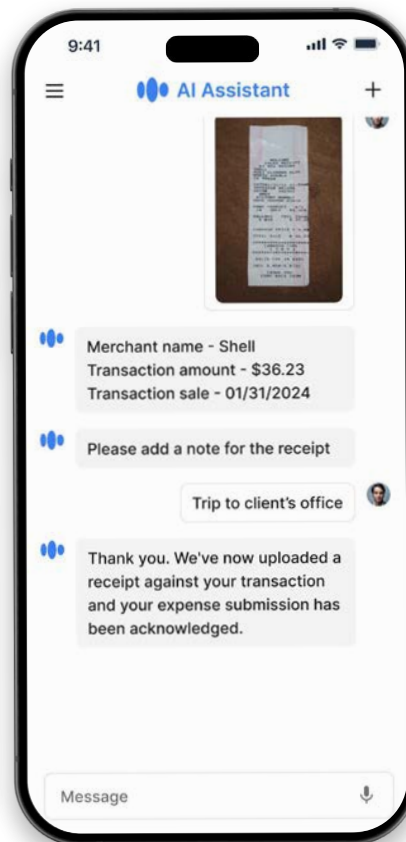 9:41
AI Assistant
Merchant name - Shell
Transaction amount - $36.23
Transaction sale - 01/31/2024
Please add a note for the receipt
Trip to client's office
Thank you. We've now uploaded a
receipt against your transaction
and your expense submission has
been acknowledged.
Message